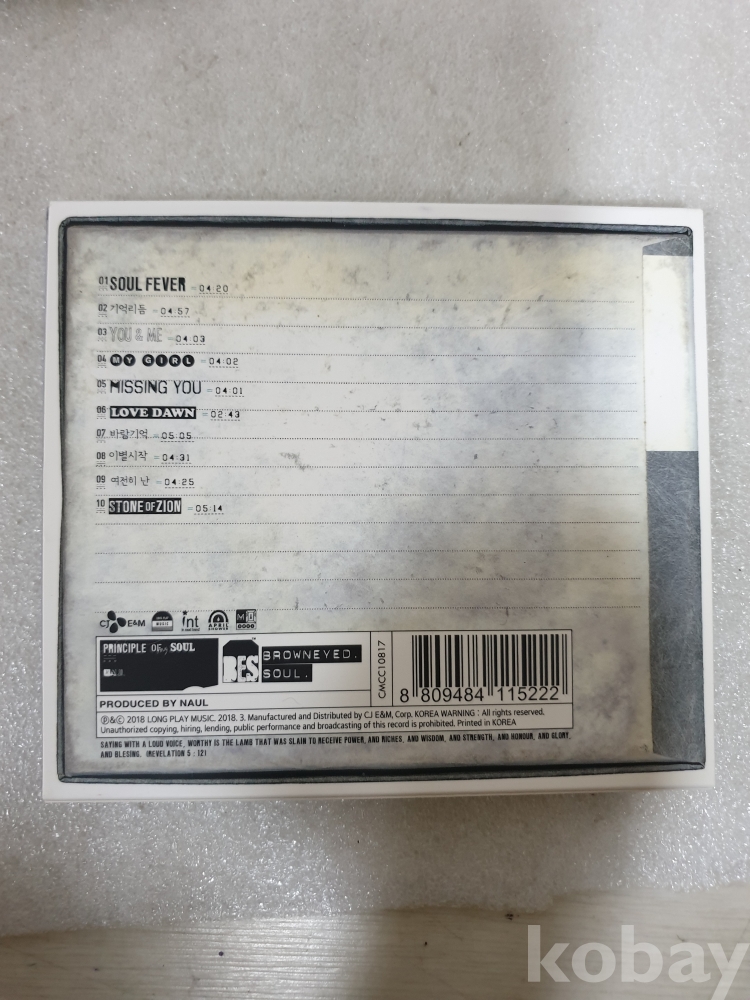 01 SOUL FEVER - 04:20
02 기억리듬 - 04:57
03 YOU & ME - 04:03
04 MY GIRL - 04:02
05 MISSING YOU - 04:01
06 LOVE DAWN - 02:43
07 바람기억 - 05:05
08 이별시작 - 04:31
09 여전히 난 - 04:25
10 STONE OF ZION - 05:14
CJ E&M int APRIL SHOWER
PRINCIPLE OF MY SOUL
BES BROWNEYED. SOUL.
CMCC10817
8 809484 115222
PRODUCED BY NAUL
℗&© 2018 LONG PLAY MUSIC. 2018. 3. Manufactured and Distributed by CJ E&M, Corp. KOREA WARNING : All rights reserved.
Unauthorized copying, hiring, lending, public performance and broadcasting of this record is prohibited. Printed in KOREA
SAYING WITH A LOUD VOICE, WORTHY IS THE LAMB THAT WAS SLAIN TO RECEIVE POWER, AND RICHES, AND WISDOM, AND STRENGTH, AND HONOUR, AND GLORY,
AND BLESING. (REVELATION 5 : 12)
kobay